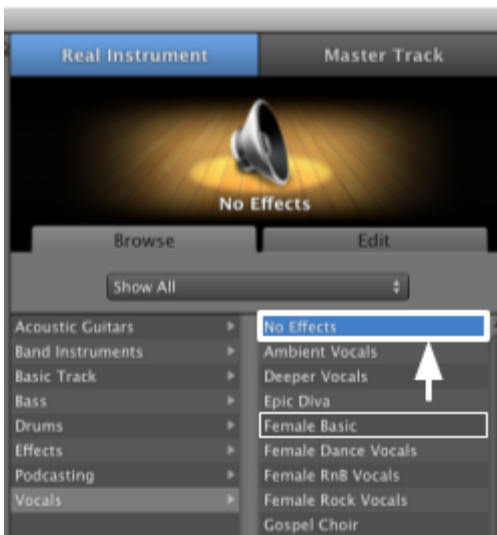 Real Instrument
Master Track
No Effects
Browse
Edit
Show All
Acoustic Guitars
Band Instruments
Basic Track
Bass
Drums
Effects
Podcasting
Vocals
No Effects
Ambient Vocals
Deeper Vocals
Epic Diva
Female Basic
Female Dance Vocals
Female RnB Vocals
Female Rock Vocals
Gospel Choir